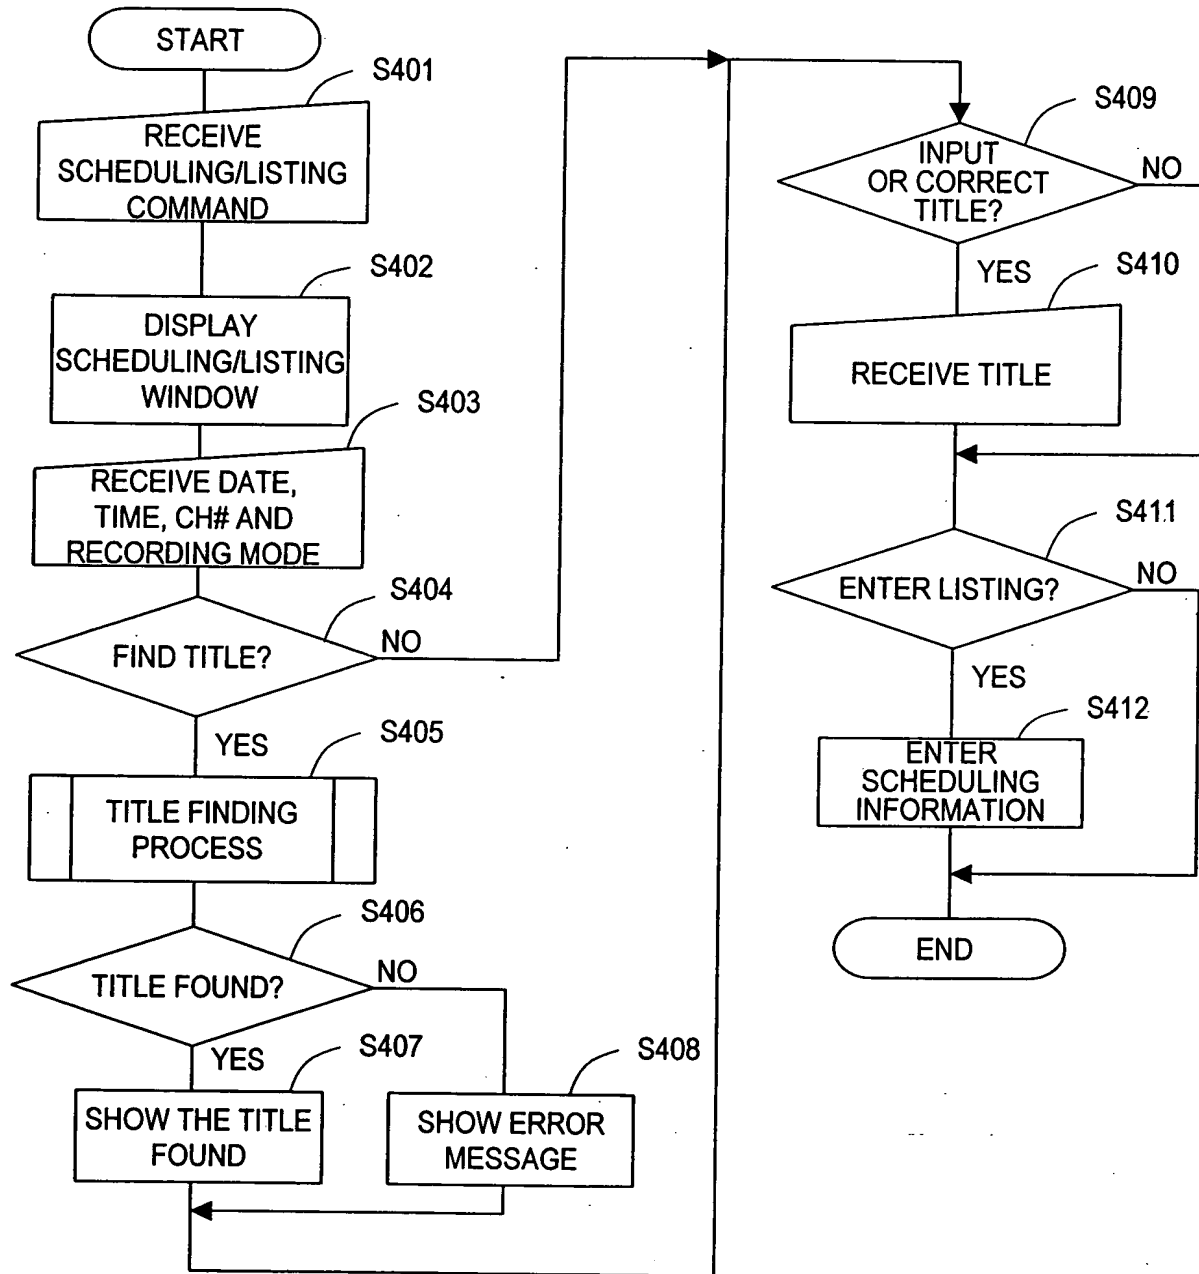 START
S401
RECEIVE
SCHEDULING/LISTING
COMMAND
S402
DISPLAY
SCHEDULING/LISTING
WINDOW
S403
RECEIVE DATE,
TIME, CH# AND
RECORDING MODE
S404
FIND TITLE?
NO
YES
S405
TITLE FINDING
PROCESS
S406
TITLE FOUND?
NO
YES
S407
SHOW THE TITLE
FOUND
S408
SHOW ERROR
MESSAGE
S409
INPUT
OR CORRECT
TITLE?
NO
YES
S410
RECEIVE TITLE
S411
ENTER LISTING?
NO
YES
S412
ENTER
SCHEDULING
INFORMATION
END